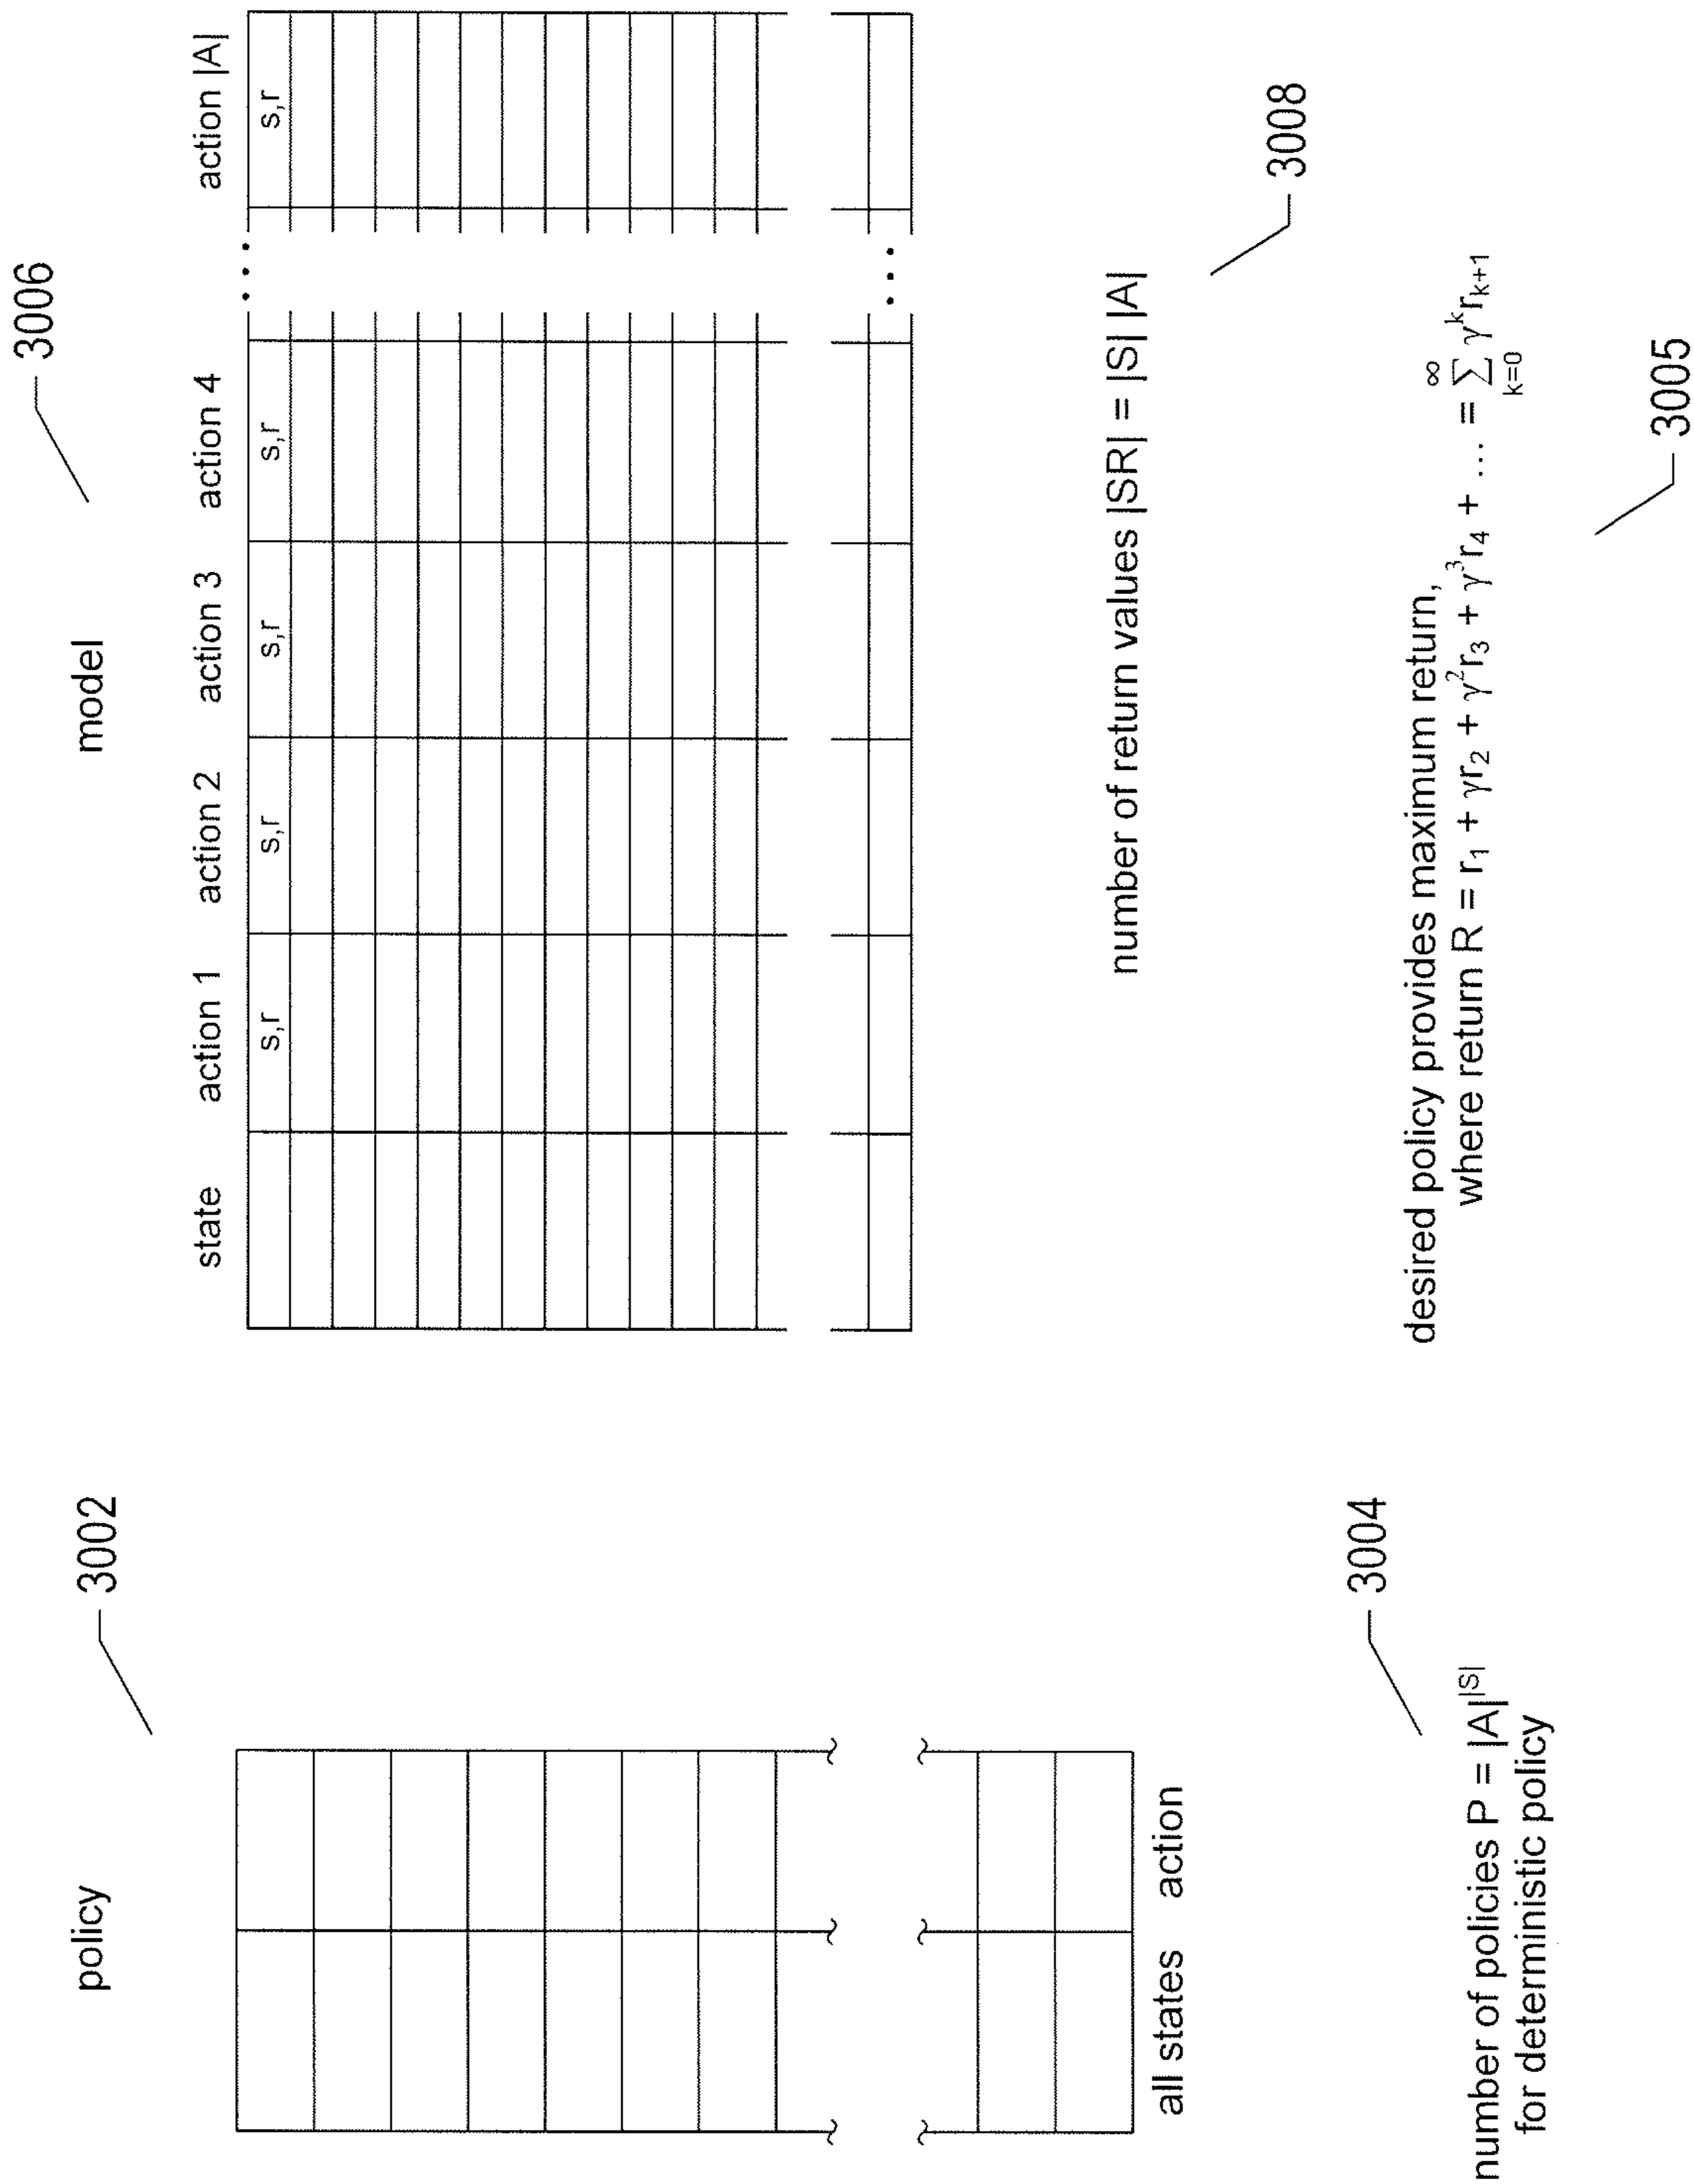 policy
3002
all states action
number of policies P = |A|^|S|
for deterministic policy
3004
model
3006
state action 1 action 2 action 3 action 4 ... action |A|
s,r s,r s,r s,r s,r
...
number of return values |SR| = |S| |A|
3008
desired policy provides maximum return,
where return R = r₁ + γr₂ + γ²r₃ + γ³r₄ + ... = ∑ₖ₌₀^∞ γᵏrₖ₊₁
3005